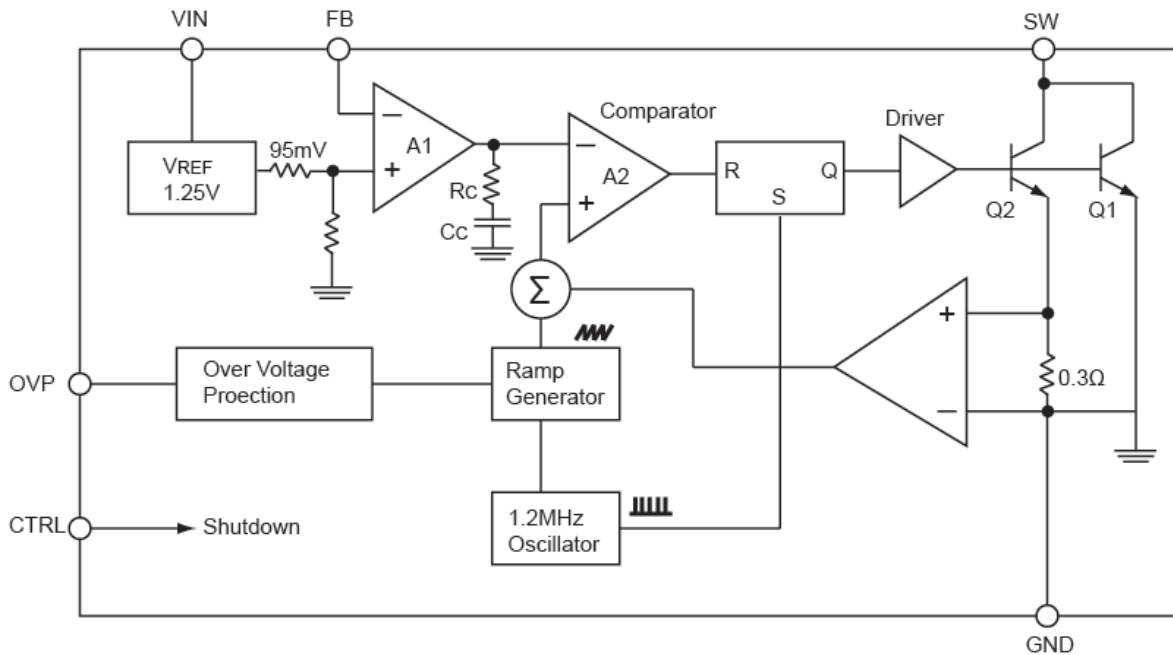 VIN
FB
SW
Comparator
Driver
VREF
1.25V
95mV
−
A1
+
−
A2
+
R
Q
S
RC
CC
Q2
Q1
Σ
+
−
0.3Ω
OVP
Over Voltage
Proection
Ramp
Generator
CTRL
Shutdown
1.2MHz
Oscillator
GND